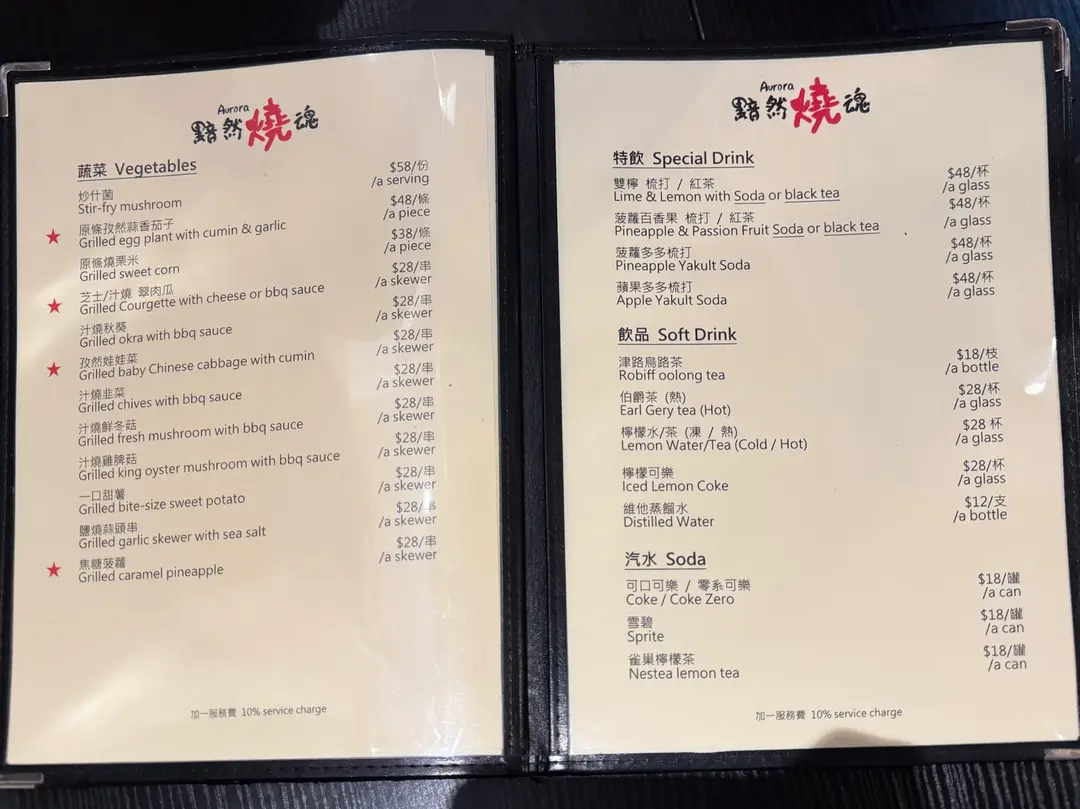 Aurora
黯然燒魂
蔬菜 Vegetables
炒什菌 $58/份
Stir-fry mushroom /a serving
原條孜然蒜香茄子 $48/條
Grilled egg plant with cumin & garlic /a piece
原條燒栗米 $38/條
Grilled sweet corn /a piece
芝士/汁燒 翠肉瓜 $28/串
Grilled Courgette with cheese or bbq sauce /a skewer
汁燒秋葵 $28/串
Grilled okra with bbq sauce /a skewer
孜然娃娃菜 $28/串
Grilled baby Chinese cabbage with cumin /a skewer
汁燒韭菜 $28/串
Grilled chives with bbq sauce /a skewer
汁燒鮮冬菇 $28/串
Grilled fresh mushroom with bbq sauce /a skewer
汁燒雞脾菇 $28/串
Grilled king oyster mushroom with bbq sauce /a skewer
一口甜薯 $28/串
Grilled bite-size sweet potato /a skewer
鹽燒蒜頭串 $28/串
Grilled garlic skewer with sea salt /a skewer
焦糖菠蘿 $28/串
Grilled caramel pineapple /a skewer
加一服務費 10% service charge
Aurora
黯然燒魂
特飲 Special Drink
雙檸 梳打 / 紅茶 $48/杯
Lime & Lemon with Soda or black tea /a glass
菠蘿百香果 梳打 / 紅茶 $48/杯
Pineapple & Passion Fruit Soda or black tea /a glass
菠蘿多多梳打 $48/杯
Pineapple Yakult Soda /a glass
蘋果多多梳打 $48/杯
Apple Yakult Soda /a glass
飲品 Soft Drink
津路烏路茶 $18/枝
Robiff oolong tea /a bottle
伯爵茶 (熱) $28/杯
Earl Gery tea (Hot) /a glass
檸檬水/茶 (凍 / 熱) $28 杯
Lemon Water/Tea (Cold / Hot) /a glass
檸檬可樂 $28/杯
Iced Lemon Coke /a glass
維他蒸餾水 $12/支
Distilled Water /a bottle
汽水 Soda
可口可樂 / 零系可樂 $18/罐
Coke / Coke Zero /a can
雪碧 $18/罐
Sprite /a can
雀巢檸檬茶 $18/罐
Nestea lemon tea /a can
加一服務費 10% service charge